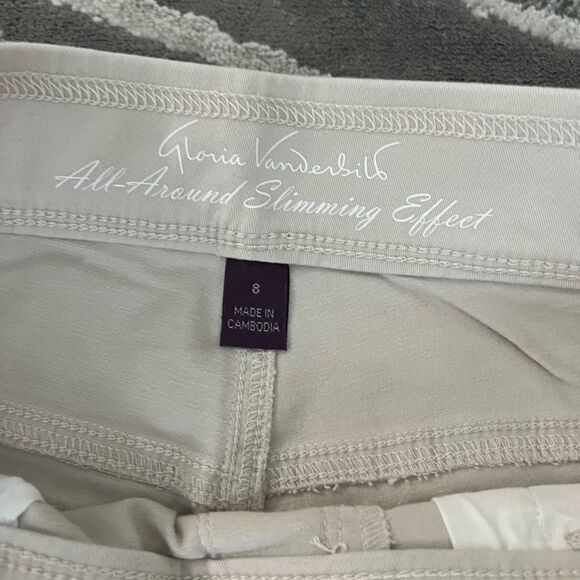 Gloria Vanderbilt
All-Around Slimming Effect
8
MADE IN
CAMBODIA